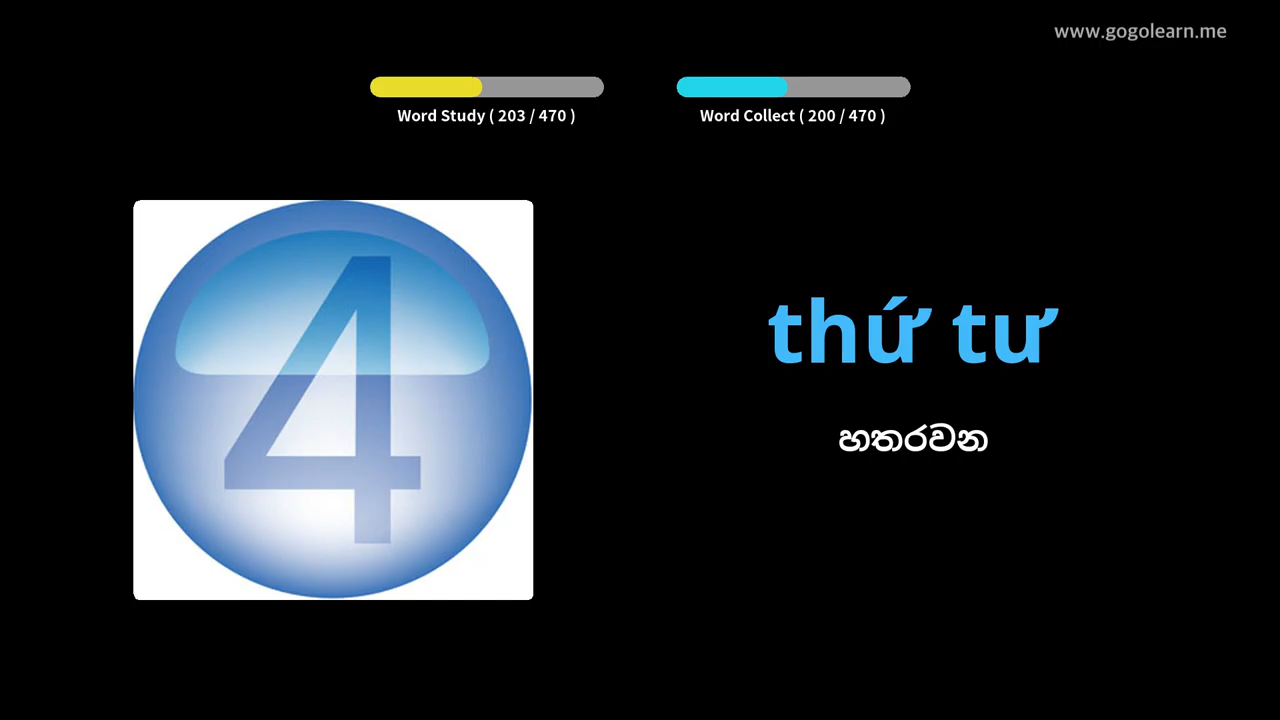 www.gogolearn.me
Word Study ( 203 / 470 )
Word Collect ( 200 / 470 )
4
thứ tư
හතරවන